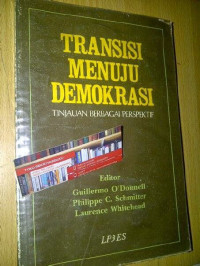 TRANSISI
MENUJU
DEMOKRASI
TINJAUAN BERBAGAI PERSPEKTIF
Editor
Guillermo O'Donnell
Philippe C. Schmitter
Laurence Whitehead
LP3ES